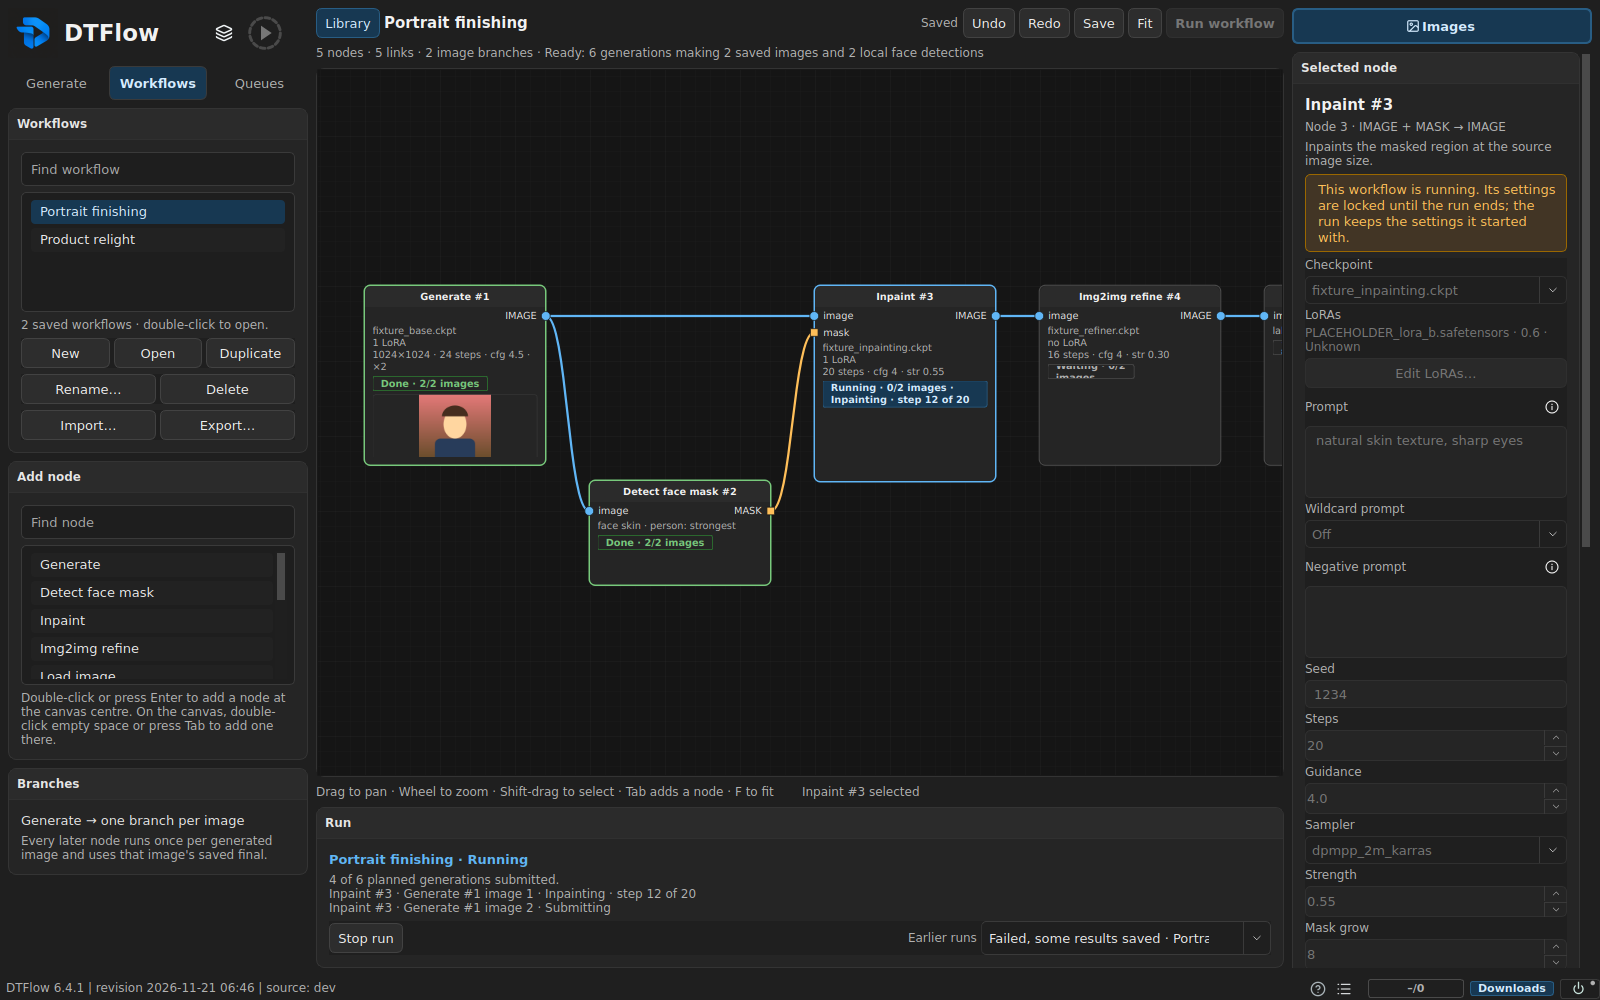 DTFlow
Generate
Workflows
Queues
Workflows
Find workflow
Portrait finishing
Product relight
2 saved workflows · double-click to open.
New
Open
Duplicate
Rename...
Delete
Import...
Export...
Add node
Find node
Generate
Detect face mask
Inpaint
Img2img refine
Load image
Double-click or press Enter to add a node at
the canvas centre. On the canvas, double-
click empty space or press Tab to add one
there.
Branches
Generate → one branch per image
Every later node runs once per generated
image and uses that image's saved final.
Library
Portrait finishing
Saved
Undo
Redo
Save
Fit
Run workflow
5 nodes · 5 links · 2 image branches · Ready: 6 generations making 2 saved images and 2 local face detections
Generate #1
IMAGE
fixture_base.ckpt
1 LoRA
1024×1024 · 24 steps · cfg 4.5 ·
×2
Done · 2/2 images
Detect face mask #2
image
MASK
face skin · person: strongest
Done · 2/2 images
Inpaint #3
image
IMAGE
mask
fixture_inpainting.ckpt
1 LoRA
20 steps · cfg 4 · str 0.55
Running · 0/2 images ·
Inpainting · step 12 of 20
Img2img refine #4
image
IMAGE
fixture_refiner.ckpt
no LoRA
16 steps · cfg 4 · str 0.30
Waiting · 0/2
images
Drag to pan · Wheel to zoom · Shift-drag to select · Tab adds a node · F to fit
Inpaint #3 selected
Run
Portrait finishing · Running
4 of 6 planned generations submitted.
Inpaint #3 · Generate #1 image 1 · Inpainting · step 12 of 20
Inpaint #3 · Generate #1 image 2 · Submitting
Stop run
Earlier runs
Failed, some results saved · Portra
Images
Selected node
Inpaint #3
Node 3 · IMAGE + MASK → IMAGE
Inpaints the masked region at the source
image size.
This workflow is running. Its settings
are locked until the run ends; the
run keeps the settings it started
with.
Checkpoint
fixture_inpainting.ckpt
LoRAs
PLACEHOLDER_lora_b.safetensors · 0.6 ·
Unknown
Edit LoRAs...
Prompt
natural skin texture, sharp eyes
Wildcard prompt
Off
Negative prompt
Seed
1234
Steps
20
Guidance
4.0
Sampler
dpmpp_2m_karras
Strength
0.55
Mask grow
8
DTFlow 6.4.1 | revision 2026-11-21 06:46 | source: dev
-/0
Downloads